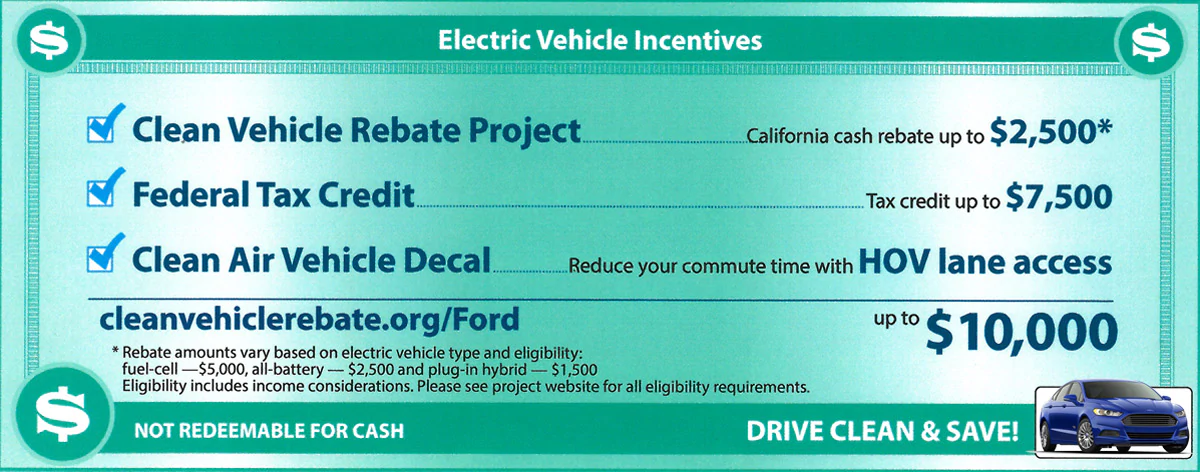 Electric Vehicle Incentives
Clean Vehicle Rebate Project California cash rebate up to $2,500*
Federal Tax Credit Tax credit up to $7,500
Clean Air Vehicle Decal Reduce your commute time with HOV lane access
cleanvehiclerebate.org/Ford up to $10,000
* Rebate amounts vary based on electric vehicle type and eligibility:
fuel-cell —$5,000, all-battery — $2,500 and plug-in hybrid — $1,500
Eligibility includes income considerations. Please see project website for all eligibility requirements.
NOT REDEEMABLE FOR CASH DRIVE CLEAN & SAVE!